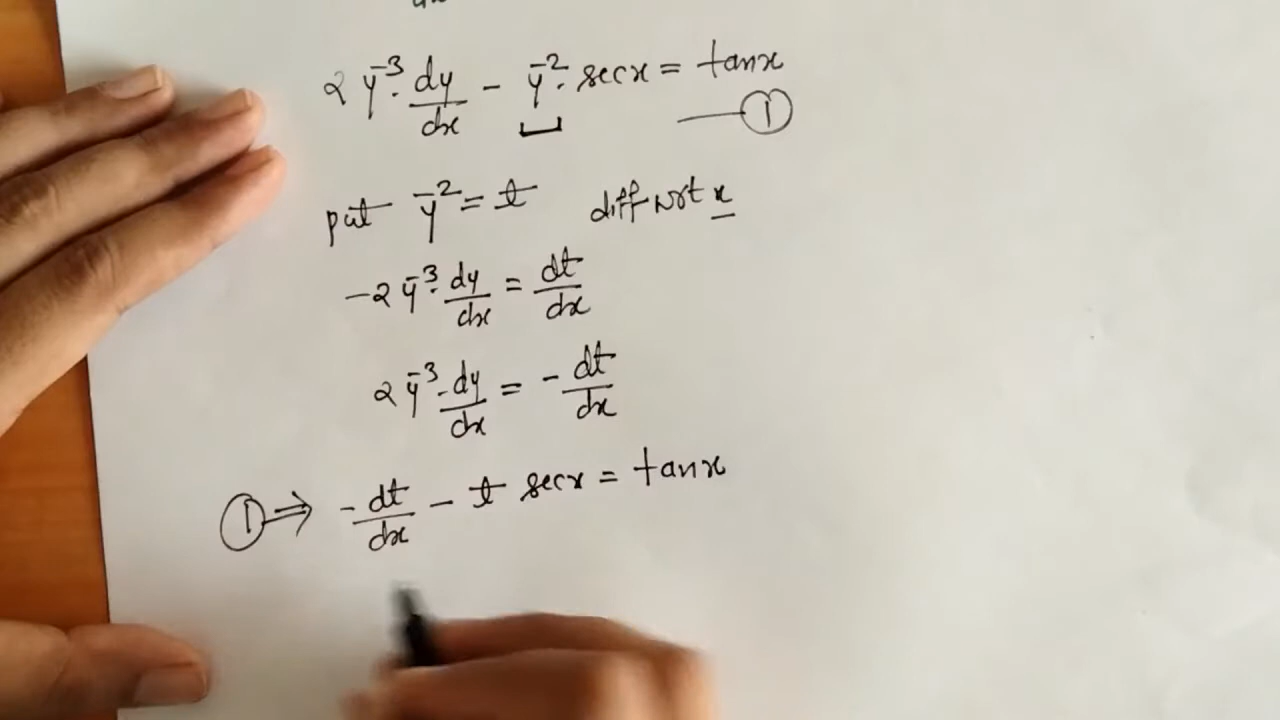 2 y⁻³ · dy/dx - y⁻² · secx = tanx
—①
put y⁻² = t diff wrt x
-2 y⁻³ · dy/dx = dt/dx
2 y⁻³ · dy/dx = - dt/dx
① ⇒ - dt/dx - t secx = tanx